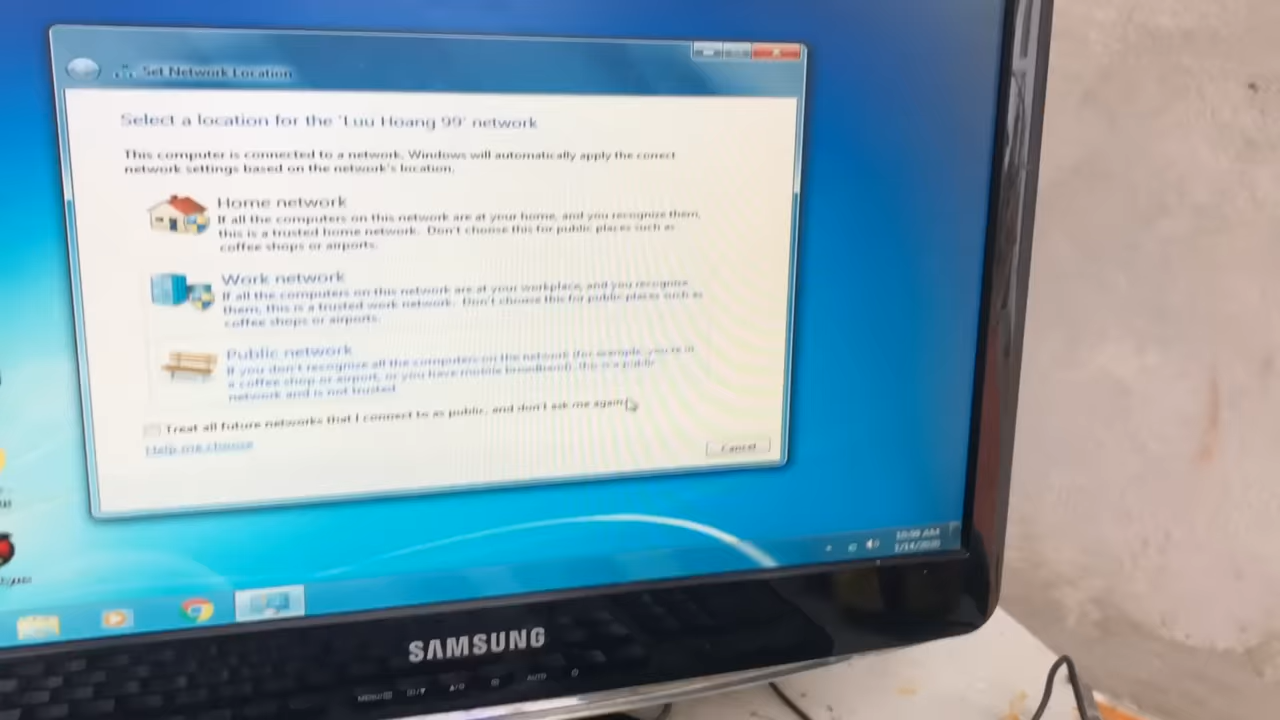 Set Network Location
Select a location for the 'Luu Hoang 99' network
This computer is connected to a network. Windows will automatically apply the correct
network settings based on the network's location.
Home network
If all the computers on this network are at your home, and you recognize them,
this is a trusted home network. Don't choose this for public places such as
coffee shops or airports.
Work network
If all the computers on this network are at your workplace, and you recognize
them, this is a trusted work network. Don't choose this for public places such as
coffee shops or airports.
Public network
If you don't recognize all the computers on the network (for example, you're in
a coffee shop or airport, or you have mobile broadband), this is a public
network and is not trusted.
Treat all future networks that I connect to as public, and don't ask me again.
Help me choose
Cancel
1/14/2020
SAMSUNG
MENU
AUTO